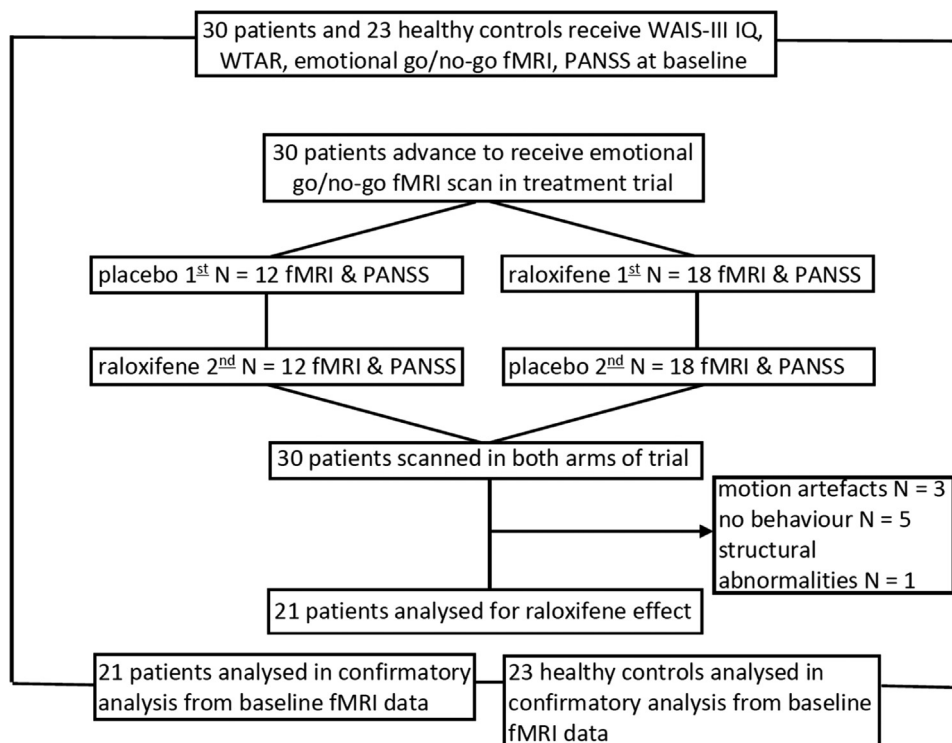 30 patients and 23 healthy controls receive WAIS-III IQ,
WTAR, emotional go/no-go fMRI, PANSS at baseline
30 patients advance to receive emotional
go/no-go fMRI scan in treatment trial
placebo 1st N = 12 fMRI & PANSS
raloxifene 1st N = 18 fMRI & PANSS
raloxifene 2nd N = 12 fMRI & PANSS
placebo 2nd N = 18 fMRI & PANSS
30 patients scanned in both arms of trial
motion artefacts N = 3
no behaviour N = 5
structural
abnormalities N = 1
21 patients analysed for raloxifene effect
21 patients analysed in confirmatory
analysis from baseline fMRI data
23 healthy controls analysed in
confirmatory analysis from baseline
fMRI data